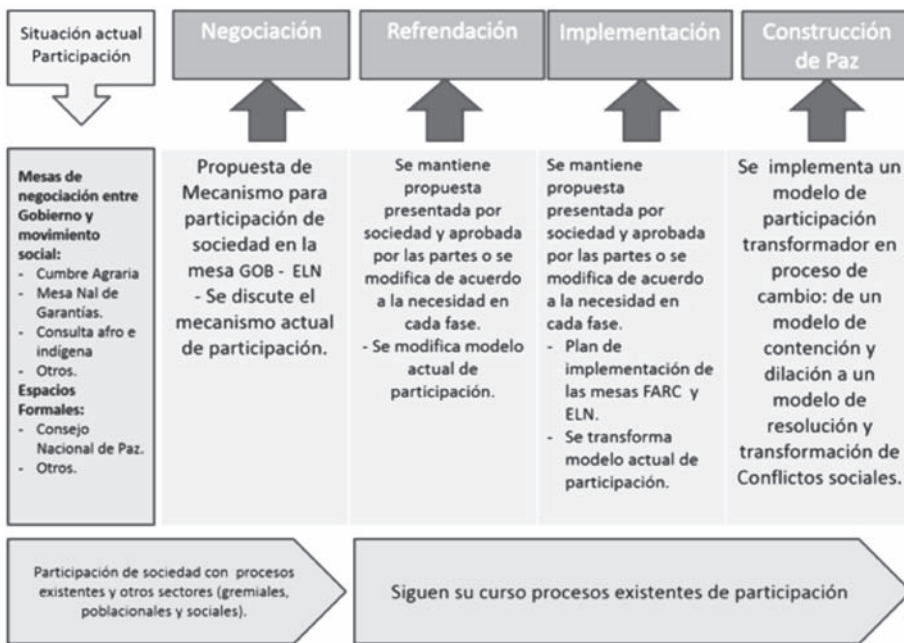 Situación actual
Participación
Negociación
Refrendación
Implementación
Construcción
de Paz
Mesas de
negociación entre
Gobierno y
movimiento
social:
- Cumbre Agraria
- Mesa Nal de
Garantías.
- Consulta afro e
indígena
- Otros.
Espacios
Formales:
- Consejo
Nacional de Paz.
- Otros.
Propuesta de
Mecanismo para
participación de
sociedad en la
mesa GOB - ELN
- Se discute el
mecanismo actual
de participación.
Se mantiene
propuesta
presentada por
sociedad y aprobada
por las partes o se
modifica de acuerdo
a la necesidad en
cada fase.
- Se modifica modelo
actual de
participación.
Se mantiene
propuesta
presentada por
sociedad y aprobada
por las partes o se
modifica de acuerdo
a la necesidad en
cada fase.
- Plan de
implementación de
las mesas FARC y
ELN.
- Se transforma
modelo actual de
participación.
Se implementa un
modelo de
participación
transformador en
proceso de
cambio: de un
modelo de
contención y
dilación a un
modelo de
resolución y
transformación de
Conflictos sociales.
Participación de sociedad con procesos
existentes y otros sectores (gremiales,
poblacionales y sociales).
Siguen su curso procesos existentes de participación